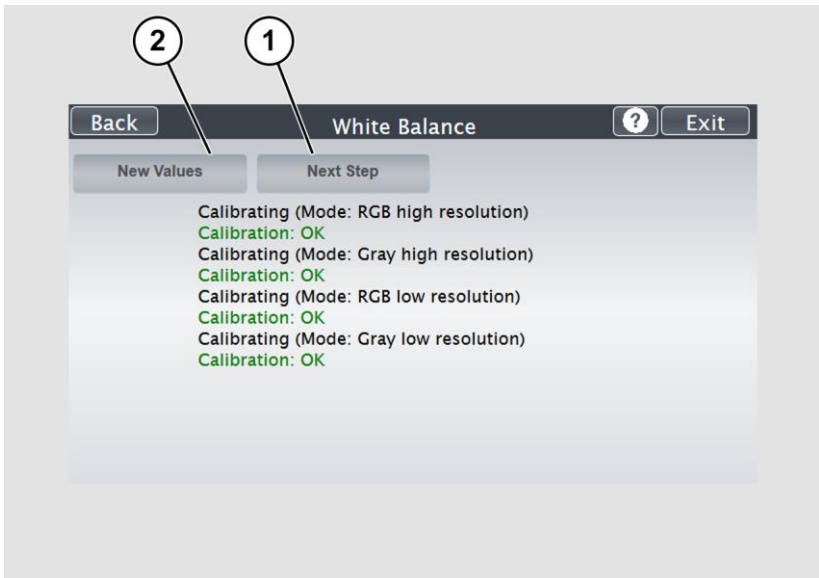 2 1
Back White Balance ? Exit
New Values Next Step
Calibrating (Mode: RGB high resolution)
Calibration: OK
Calibrating (Mode: Gray high resolution)
Calibration: OK
Calibrating (Mode: RGB low resolution)
Calibration: OK
Calibrating (Mode: Gray low resolution)
Calibration: OK